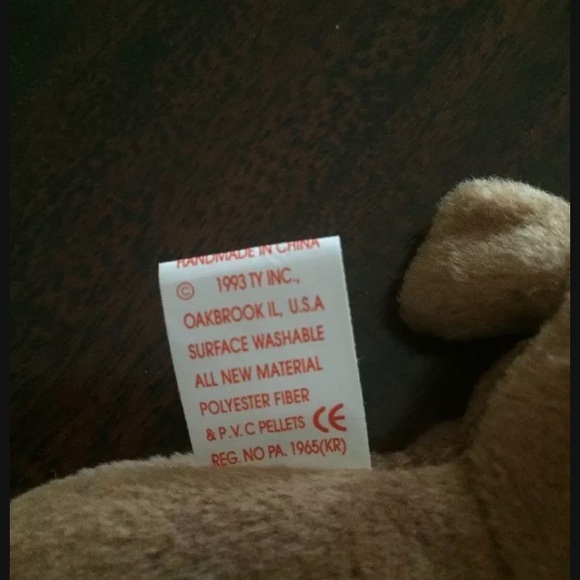 HANDMADE IN CHINA
© 1993 TY INC.,
OAKBROOK IL, U.S.A
SURFACE WASHABLE
ALL NEW MATERIAL
POLYESTER FIBER
& P.V.C PELLETS CE
REG. NO PA. 1965(KR)